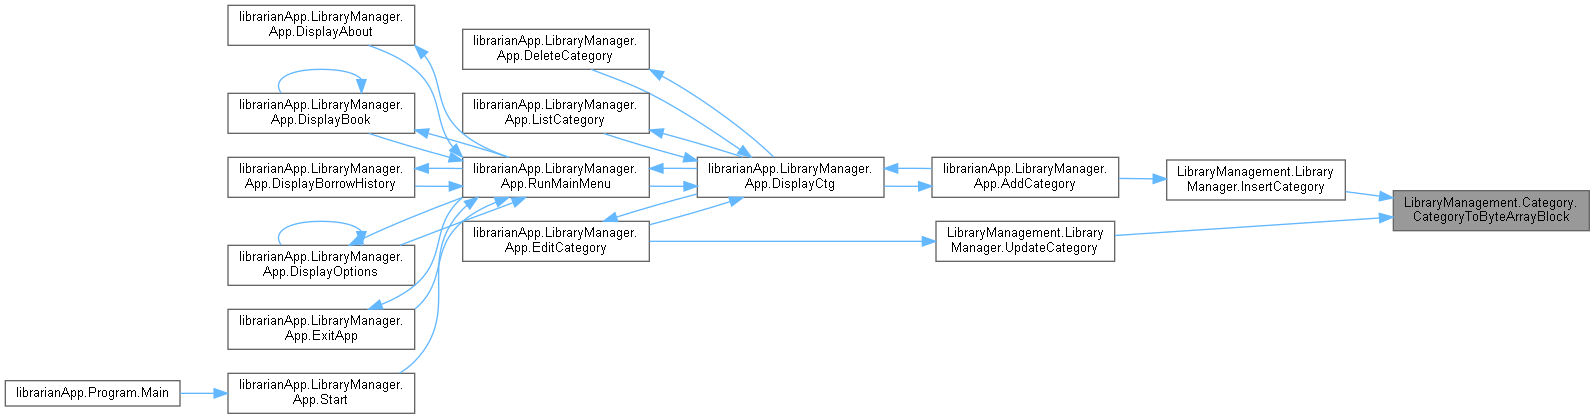 librarianApp.LibraryManager.
App.DisplayAbout
librarianApp.LibraryManager.
App.DisplayBook
librarianApp.LibraryManager.
App.DisplayBorrowHistory
librarianApp.LibraryManager.
App.DisplayOptions
librarianApp.LibraryManager.
App.ExitApp
librarianApp.LibraryManager.
App.Start
librarianApp.Program.Main
librarianApp.LibraryManager.
App.DeleteCategory
librarianApp.LibraryManager.
App.ListCategory
librarianApp.LibraryManager.
App.RunMainMenu
librarianApp.LibraryManager.
App.EditCategory
librarianApp.LibraryManager.
App.DisplayCtg
librarianApp.LibraryManager.
App.AddCategory
LibraryManagement.Library
Manager.UpdateCategory
LibraryManagement.Library
Manager.InsertCategory
LibraryManagement.Category.
CategoryToByteArrayBlock